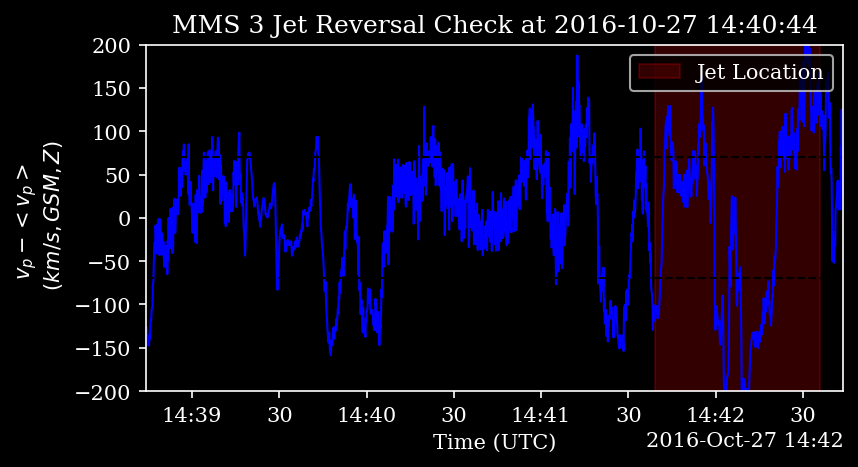 MMS 3 Jet Reversal Check at 2016-10-27 14:40:44
Jet Location
200
150
100
50
0
−50
−100
−150
−200
v_p − <v_p>
(km/s, GSM, Z)
14:39 30 14:40 30 14:41 30 14:42 30
Time (UTC)
2016-Oct-27 14:42